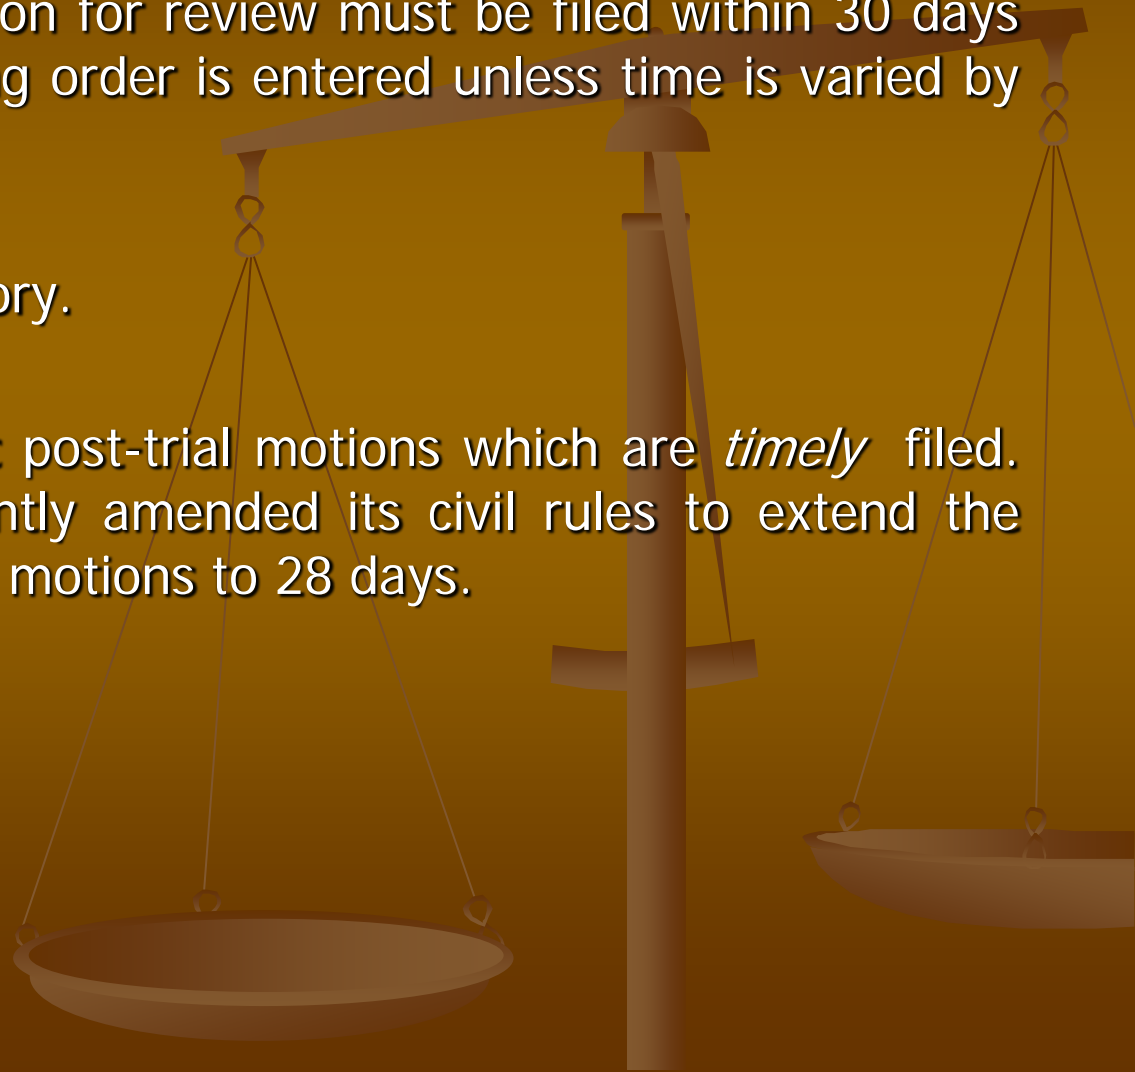 on for review must be filed within 30 days
g order is entered unless time is varied by
ory.
post-trial motions which are timely filed.
ntly amended its civil rules to extend the
motions to 28 days.